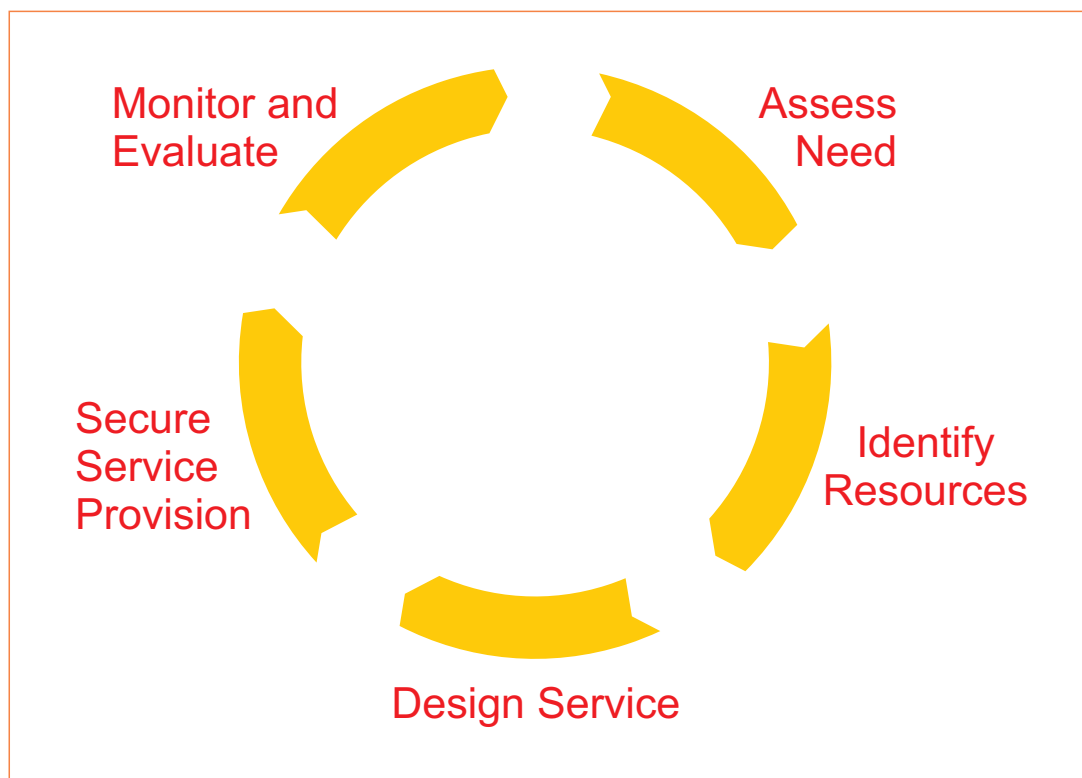 Monitor and
Evaluate
Assess
Need
Secure
Service
Provision
Identify
Resources
Design Service